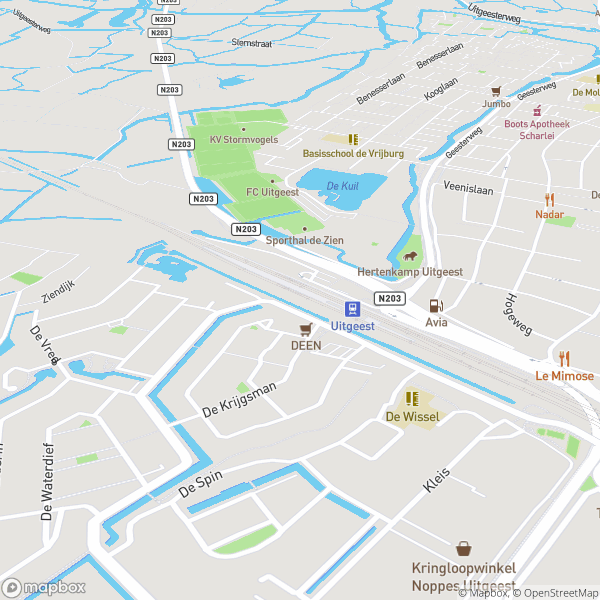 N203
Uitgeesterweg
Uitgeesterweg
N203
N203
Stemstraat
Benesserlaan
N203
N203
Benesserlaan
Kooglaan
Geesterweg
De Mol
Jumbo
KV Stormvogels
Boots Apotheek
Scharlei
N203
Basisschool de Vrijburg
Geesterweg
FC Uitgeest
De Kuil
Veenislaan
N203
Nadar
N203
Sporthal de Zien
Hertenkamp Uitgeest
Ziendijk
N203
Hogeweg
Uitgeest
Avia
De Vrede
DEEN
Le Mimose
De Krijgsman
De Wissel
De Waterdief
De Spin
Kleis
Kringloopwinkel
Noppes Uitgeest
mapbox
© Mapbox, © OpenStreetMap